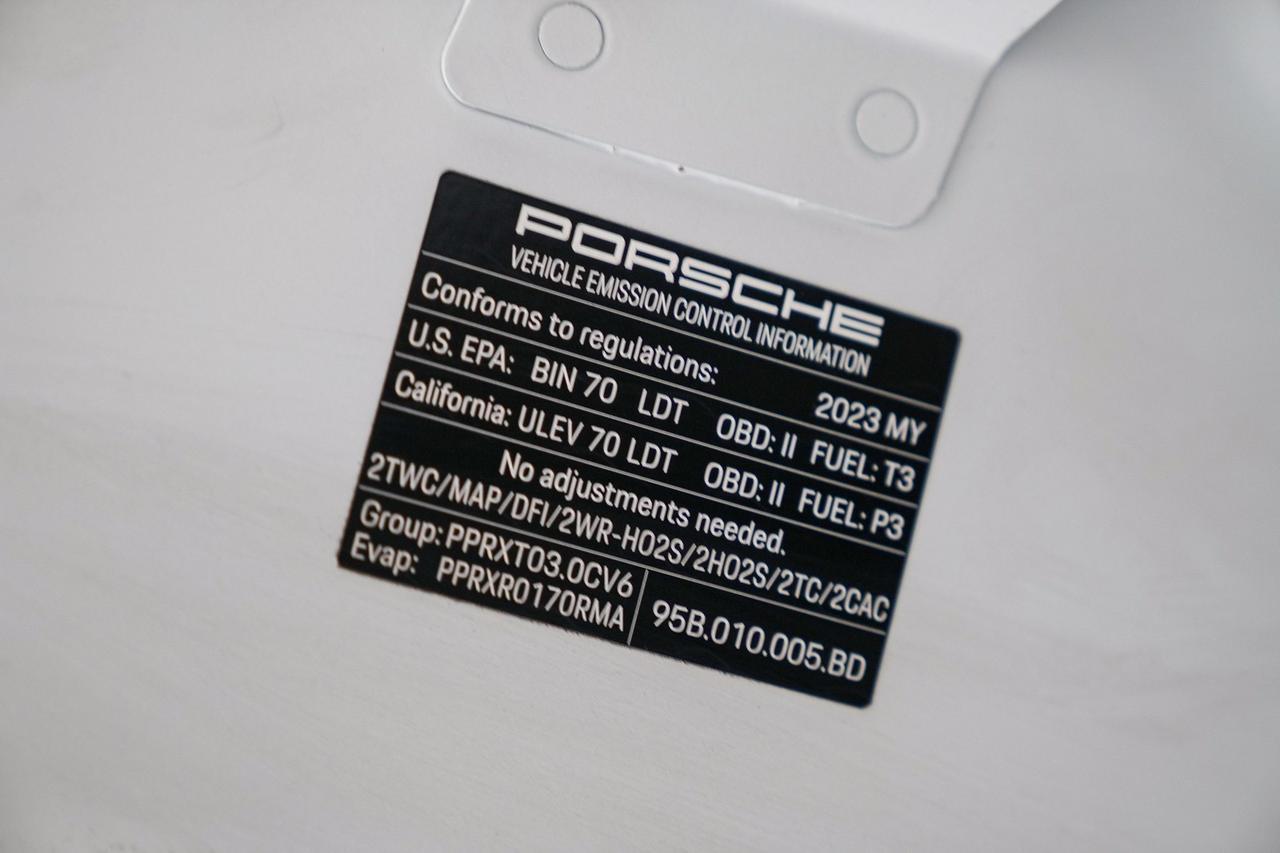 PORSCHE
VEHICLE EMISSION CONTROL INFORMATION
Conforms to regulations: 2023 MY
U.S. EPA: BIN 70 LDT OBD: II FUEL: T3
California: ULEV 70 LDT OBD: II FUEL: P3
No adjustments needed.
2TWC/MAP/DFI/2WR-HO2S/2HO2S/2TC/2CAC
Group: PPRXT03.0CV6
Evap: PPRXR0170RMA
95B.010.005.BD